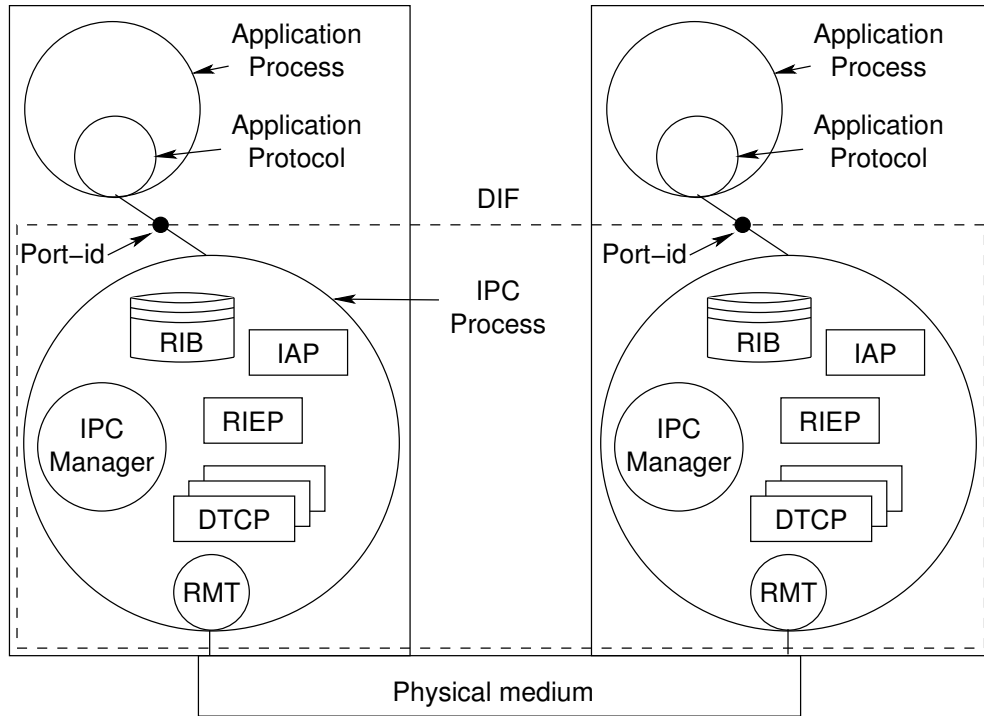 Application
Process
Application
Protocol
Application
Process
Application
Protocol
DIF
Port–id
Port–id
IPC
Process
RIB
IAP
RIEP
IPC
Manager
DTCP
RMT
RIB
IAP
RIEP
IPC
Manager
DTCP
RMT
Physical medium